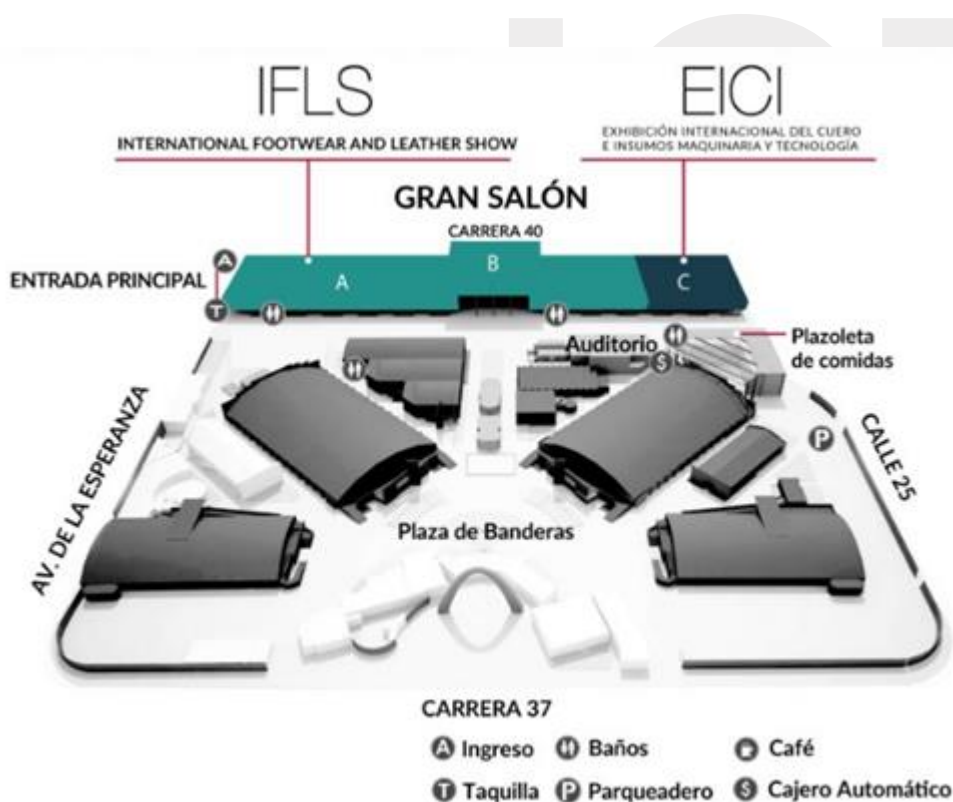 IFLS
INTERNATIONAL FOOTWEAR AND LEATHER SHOW
EICI
EXHIBICIÓN INTERNACIONAL DEL CUERO
E INSUMOS MAQUINARIA Y TECNOLOGÍA
GRAN SALÓN
CARRERA 40
A
B
C
A
ENTRADA PRINCIPAL
T
Auditorio
$
Plazoleta
de comidas
P
AV. DE LA ESPERANZA
CALLE 25
Plaza de Banderas
CARRERA 37
A Ingreso
Baños
Café
T Taquilla
P Parqueadero
$ Cajero Automático